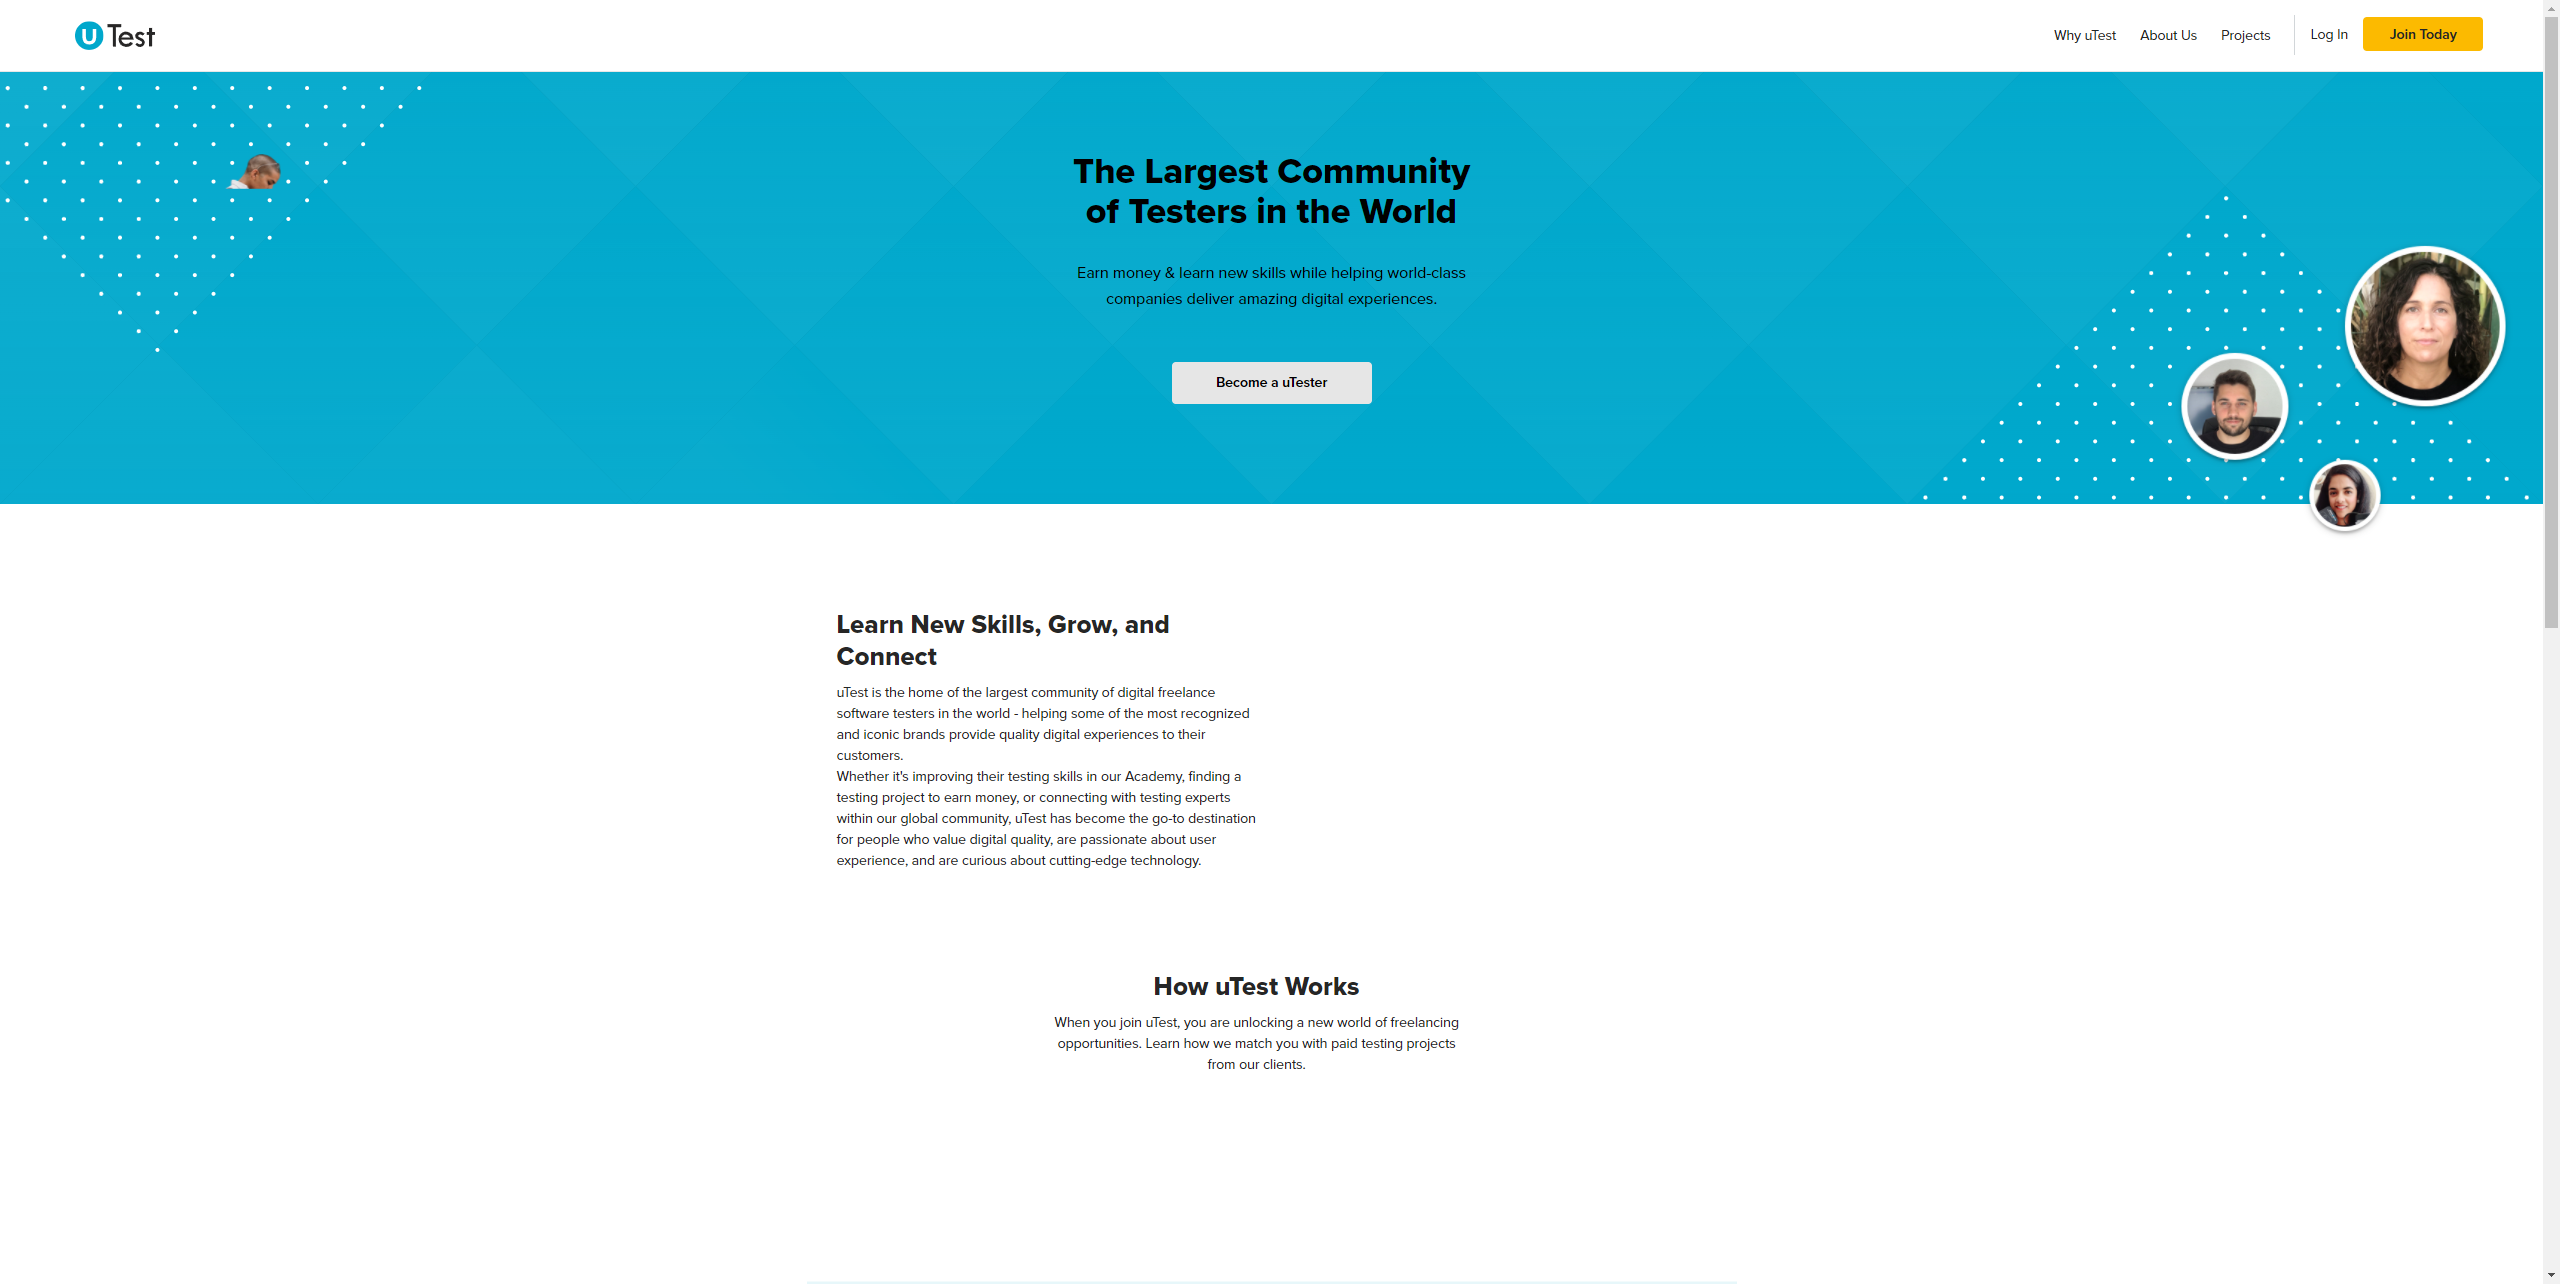 uTest
Why uTest
About Us
Projects
Log In
Join Today
The Largest Community
of Testers in the World
Earn money & learn new skills while helping world-class
companies deliver amazing digital experiences.
Become a uTester
Learn New Skills, Grow, and
Connect
uTest is the home of the largest community of digital freelance
software testers in the world - helping some of the most recognized
and iconic brands provide quality digital experiences to their
customers.
Whether it's improving their testing skills in our Academy, finding a
testing project to earn money, or connecting with testing experts
within our global community, uTest has become the go-to destination
for people who value digital quality, are passionate about user
experience, and are curious about cutting-edge technology.
How uTest Works
When you join uTest, you are unlocking a new world of freelancing
opportunities. Learn how we match you with paid testing projects
from our clients.